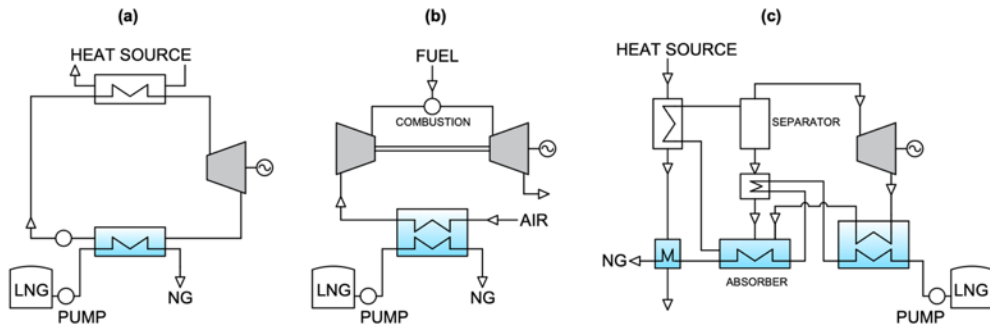 (a)
HEAT SOURCE
LNG
PUMP
NG
(b)
FUEL
COMBUSTION
AIR
LNG
PUMP
NG
(c)
HEAT SOURCE
SEPARATOR
NG
ABSORBER
PUMP
LNG